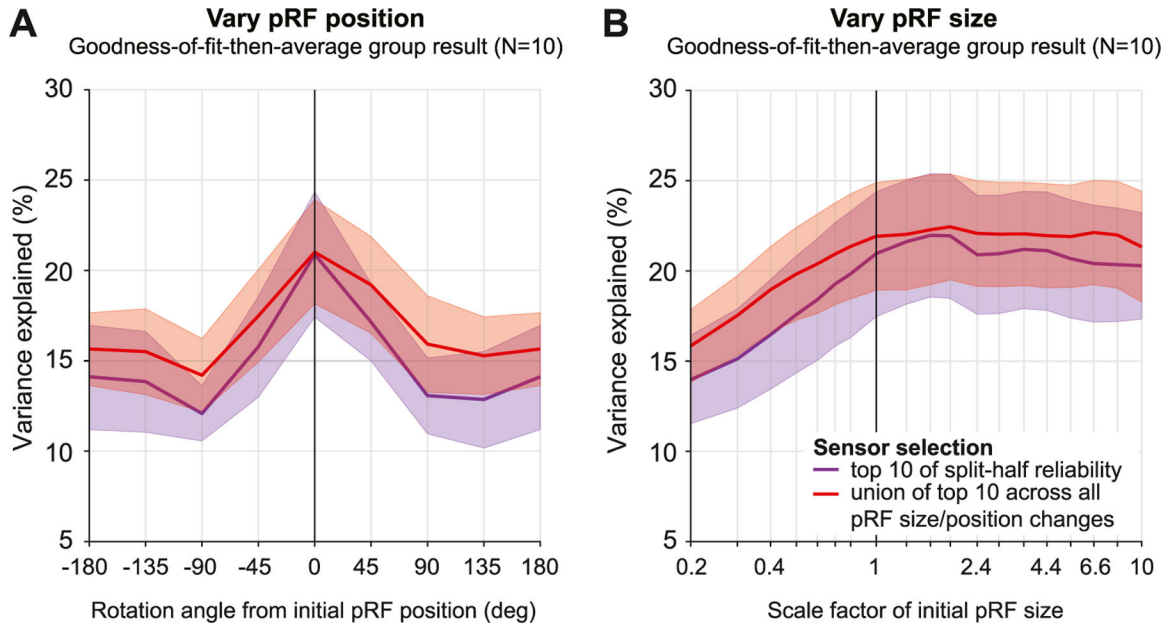 A
Vary pRF position
Goodness-of-fit-then-average group result (N=10)
Variance explained (%)
30
25
20
15
10
5
-180 -135 -90 -45 0 45 90 135 180
Rotation angle from initial pRF position (deg)
B
Vary pRF size
Goodness-of-fit-then-average group result (N=10)
Variance explained (%)
30
25
20
15
10
5
Sensor selection
top 10 of split-half reliability
union of top 10 across all
pRF size/position changes
0.2 0.4 1 2.4 4.4 6.6 10
Scale factor of initial pRF size